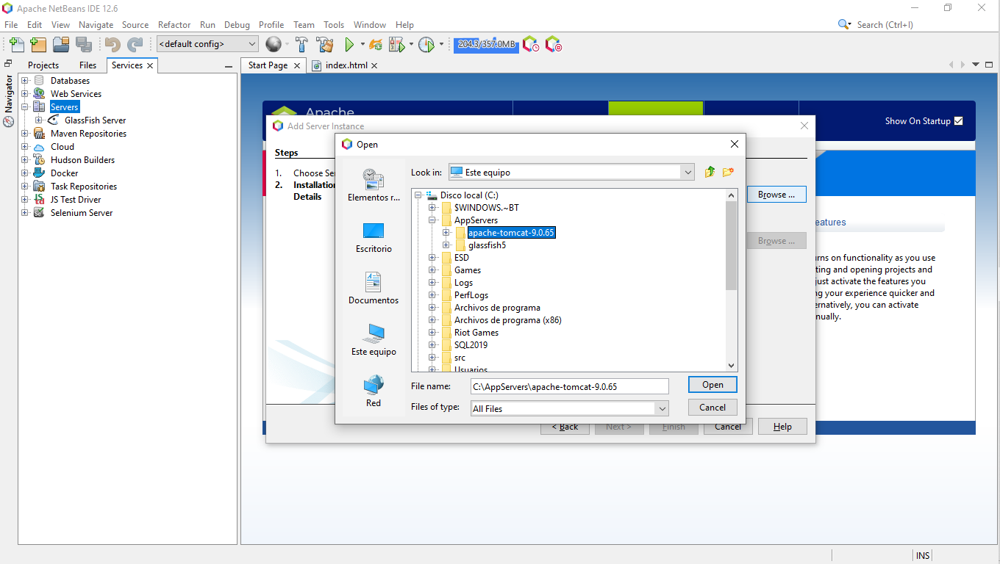 Apache NetBeans IDE 12.6
File Edit View Navigate Source Refactor Run Debug Profile Team Tools Window Help
Search (Ctrl+I)
<default config>
204.3/357.0MB
Projects Files Services
Start Page index.html
Navigator
Databases
Web Services
Servers
GlassFish Server
Maven Repositories
Cloud
Hudson Builders
Docker
Task Repositories
JS Test Driver
Selenium Server
Apache
Show On Startup
Add Server Instance
Steps
1. Choose Se
2. Installation
Details
Browse ...
Browse ...
Open
Look in: Este equipo
Elementos r...
Escritorio
Documentos
Este equipo
Red
Disco local (C:)
$WINDOWS.~BT
AppServers
apache-tomcat-9.0.65
glassfish5
ESD
Games
Logs
PerfLogs
Archivos de programa
Archivos de programa (x86)
Riot Games
SQL2019
src
Usuarios
File name: C:\AppServers\apache-tomcat-9.0.65
Open
Files of type: All Files
Cancel
< Back Next > Finish Cancel Help
eatures
rns on functionality as you use
ting and opening projects and
just activate the features you
ng your experience quicker and
ernatively, you can activate
nually.
INS